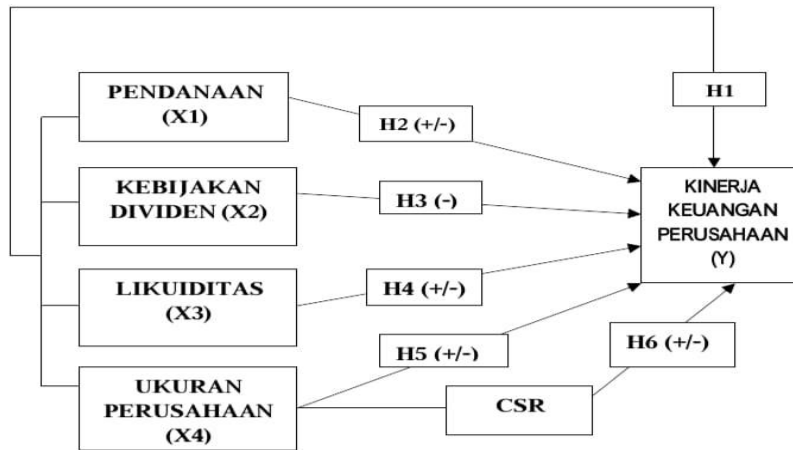 PENDANAAN
(X1)
H1
H2 (+/-)
KEBIJAKAN
DIVIDEN (X2)
H3 (-)
KINERJA
KEUANGAN
PERUSAHAAN
(Y)
LIKUIDITAS
(X3)
H4 (+/-)
H5 (+/-)
H6 (+/-)
UKURAN
PERUSAHAAN
(X4)
CSR